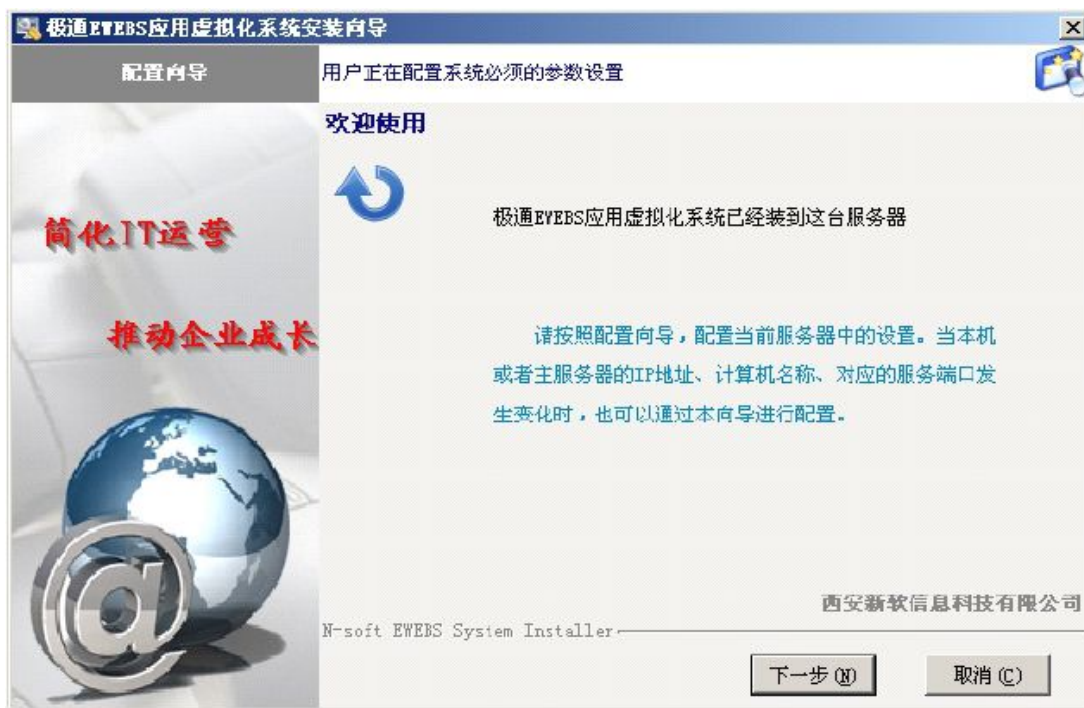 极通EWEBS应用虚拟化系统安装向导
配置向导
用户正在配置系统必须的参数设置
欢迎使用
极通EWEBS应用虚拟化系统已经装到这台服务器
简化IT运营
推动企业成长
请按照配置向导，配置当前服务器中的设置。当本机
或者主服务器的IP地址、计算机名称、对应的服务端口发
生变化时，也可以通过本向导进行配置。
西安新软信息科技有限公司
N-soft EWEBS System Installer
下一步(N)
取消(C)